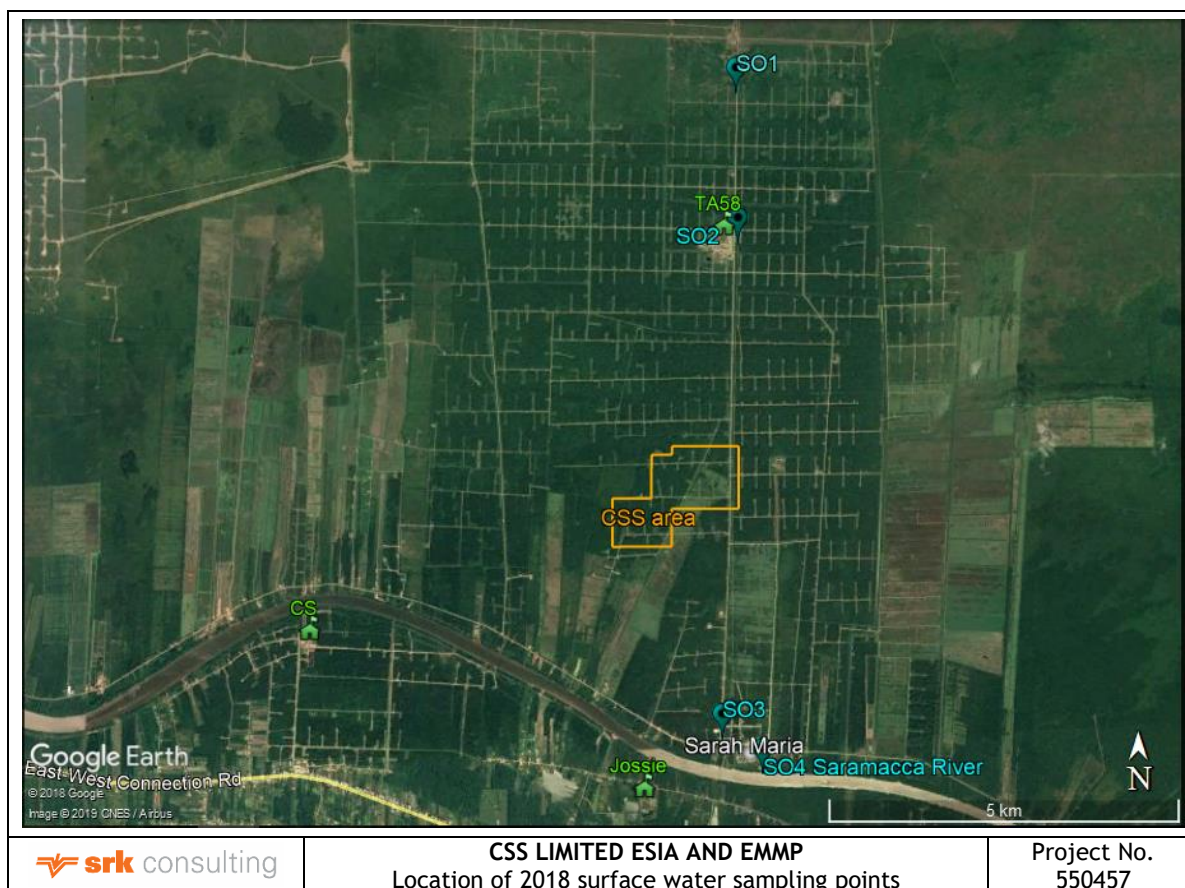 SO1
TA58
SO2
CSS area
CS
SO3
Sarah Maria
SO4 Saramacca River
Jossie
Google Earth
East-West Connection Rd
© 2018 Google
Image © 2019 CNES / Airbus
N
5 km
srk consulting
CSS LIMITED ESIA AND EMMP
Location of 2018 surface water sampling points
Project No.
550457